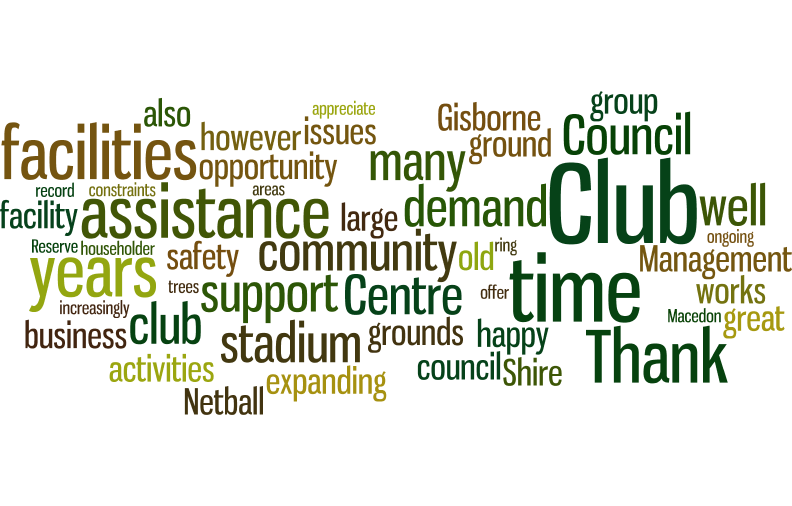 appreciate
group
also
Gisborne
however issues
Council
facilities
opportunity
ground
many
record constraints areas
Club
facility
assistance
large
demand
well
Reserve householder
ring
ongoing
safety
community
old
Management
years
trees
support
Centre
offer
time
works
increasingly
Macedon great
business
club
stadium
grounds
happy
Thank
activities
expanding
council
Shire
Netball